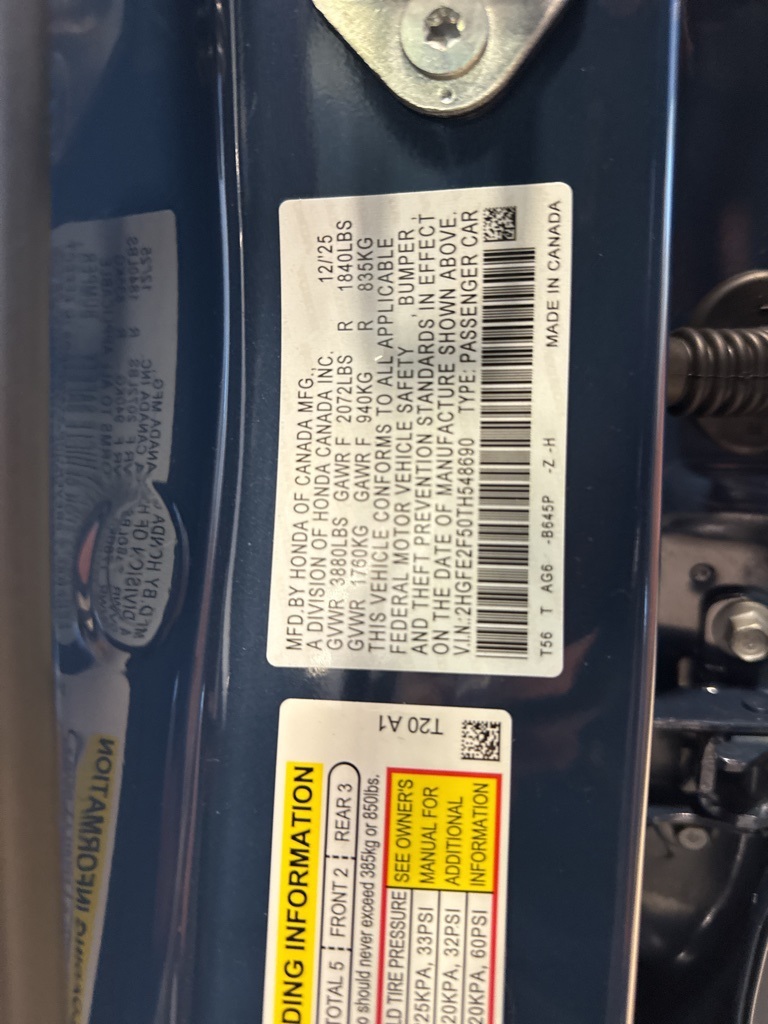 MFD.BY HONDA OF CANADA MFG.,
A DIVISION OF HONDA CANADA INC. 12/'25
GVWR 3880LBS GAWR F 2072LBS R 1840LBS
GVWR 1760KG GAWR F 940KG R 835KG
THIS VEHICLE CONFORMS TO ALL APPLICABLE
FEDERAL MOTOR VEHICLE SAFETY, BUMPER,
AND THEFT PREVENTION STANDARDS IN EFFECT
ON THE DATE OF MANUFACTURE SHOWN ABOVE.
V.I.N.:2HGFE2F50TH548690 TYPE: PASSENGER CAR
T56 T AG6 -B645P -Z -H MADE IN CANADA
T20 A1
DING INFORMATION
TOTAL 5 FRONT 2 REAR 3
o should never exceed 385kg or 850lbs.
LD TIRE PRESSURE
25KPA, 33PSI
20KPA, 32PSI
20KPA, 60PSI
SEE OWNER'S
MANUAL FOR
ADDITIONAL
INFORMATION